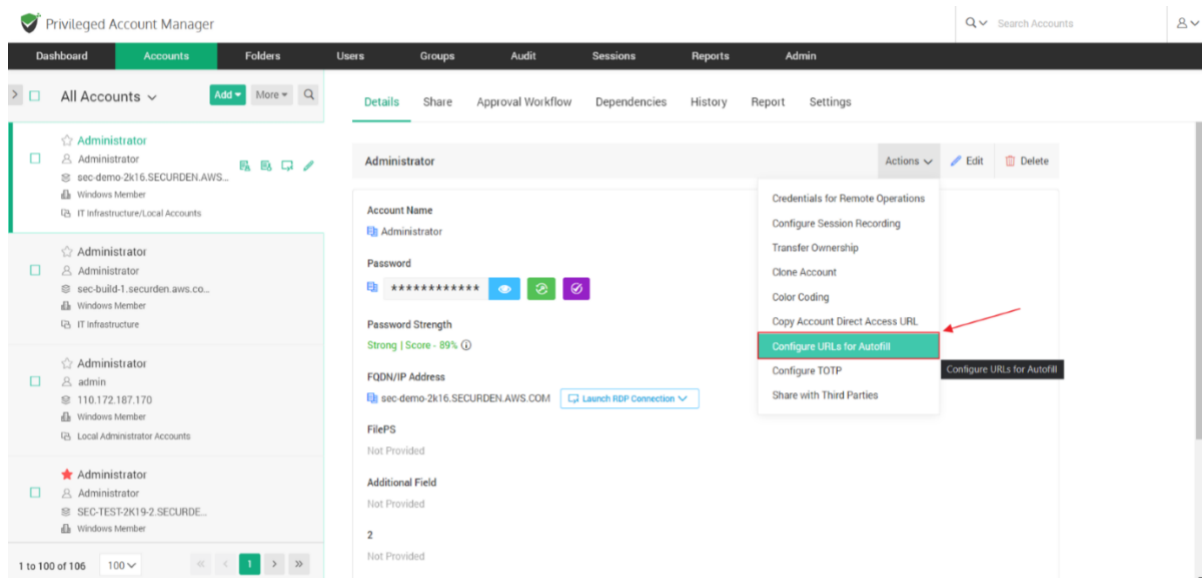 Privileged Account Manager
Search Accounts
Dashboard Accounts Folders Users Groups Audit Sessions Reports Admin
All Accounts
Add
More
Details Share Approval Workflow Dependencies History Report Settings
Administrator
Administrator
sec-demo-2k16.SECURDEN.AWS...
Windows Member
IT Infrastructure/Local Accounts
Administrator
Administrator
sec-build-1.securden.aws.co...
Windows Member
IT Infrastructure
Administrator
admin
110.172.187.170
Windows Member
Local Administrator Accounts
Administrator
Administrator
SEC-TEST-2K19-2.SECURDE...
Windows Member
1 to 100 of 106
100
« < 1 > »
Administrator
Actions
Edit
Delete
Account Name
Administrator
Password
************
Password Strength
Strong | Score - 89%
FQDN/IP Address
sec-demo-2k16.SECURDEN.AWS.COM
Launch RDP Connection
FilePS
Not Provided
Additional Field
Not Provided
2
Not Provided
Credentials for Remote Operations
Configure Session Recording
Transfer Ownership
Clone Account
Color Coding
Copy Account Direct Access URL
Configure URLs for Autofill
Configure TOTP
Share with Third Parties
Configure URLs for Autofill